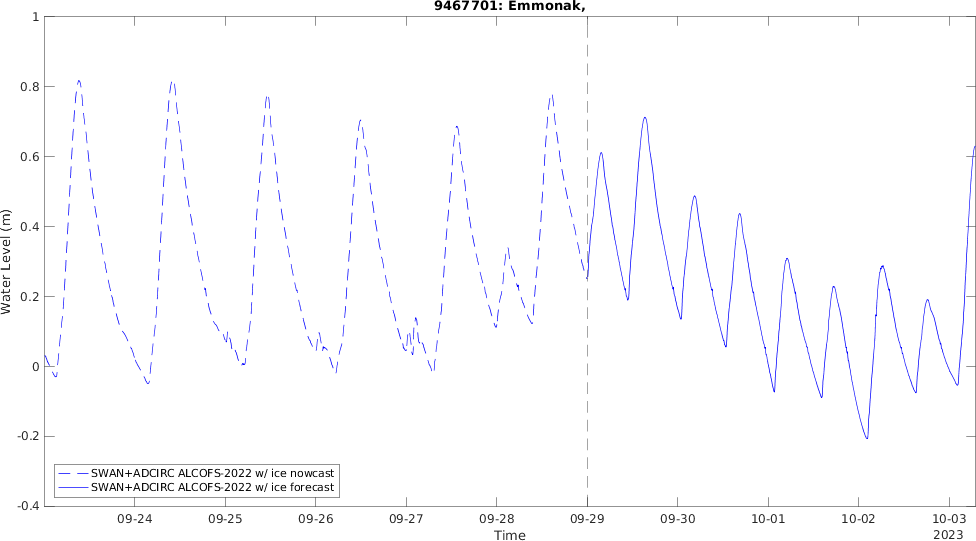 9467701: Emmonak,
1
0.8
0.6
0.4
0.2
0
-0.2
-0.4
Water Level (m)
SWAN+ADCIRC ALCOFS-2022 w/ ice nowcast
SWAN+ADCIRC ALCOFS-2022 w/ ice forecast
09-24 09-25 09-26 09-27 09-28 09-29 09-30 10-01 10-02 10-03
2023
Time